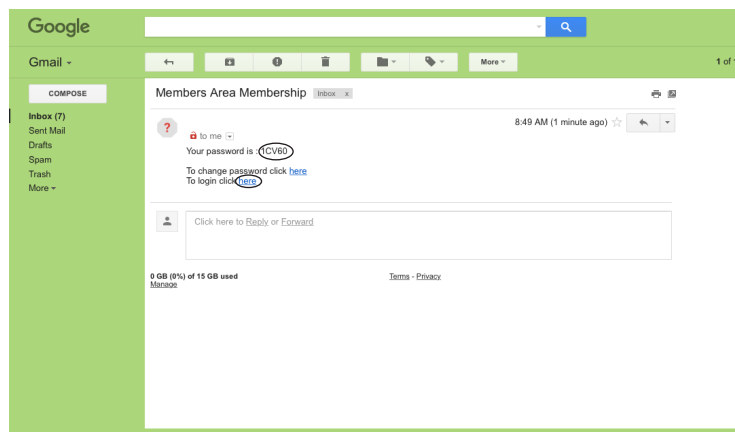 Google
Gmail
More
1 of
COMPOSE
Members Area Membership Inbox x
Inbox (7)
Sent Mail
Drafts
Spam
Trash
More
?
8:49 AM (1 minute ago)
to me
Your password is :1CV60
To change password click here
To login click here
Click here to Reply or Forward
0 GB (0%) of 15 GB used
Manage
Terms - Privacy